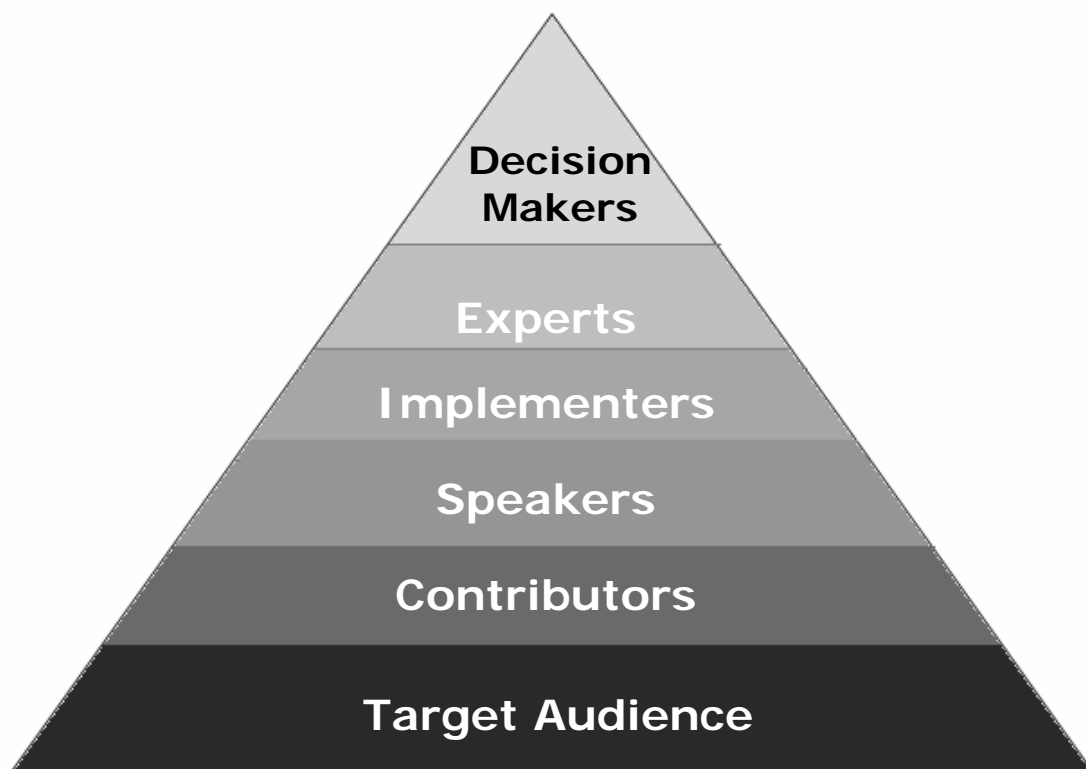 Decision
Makers
Experts
Implementers
Speakers
Contributors
Target Audience